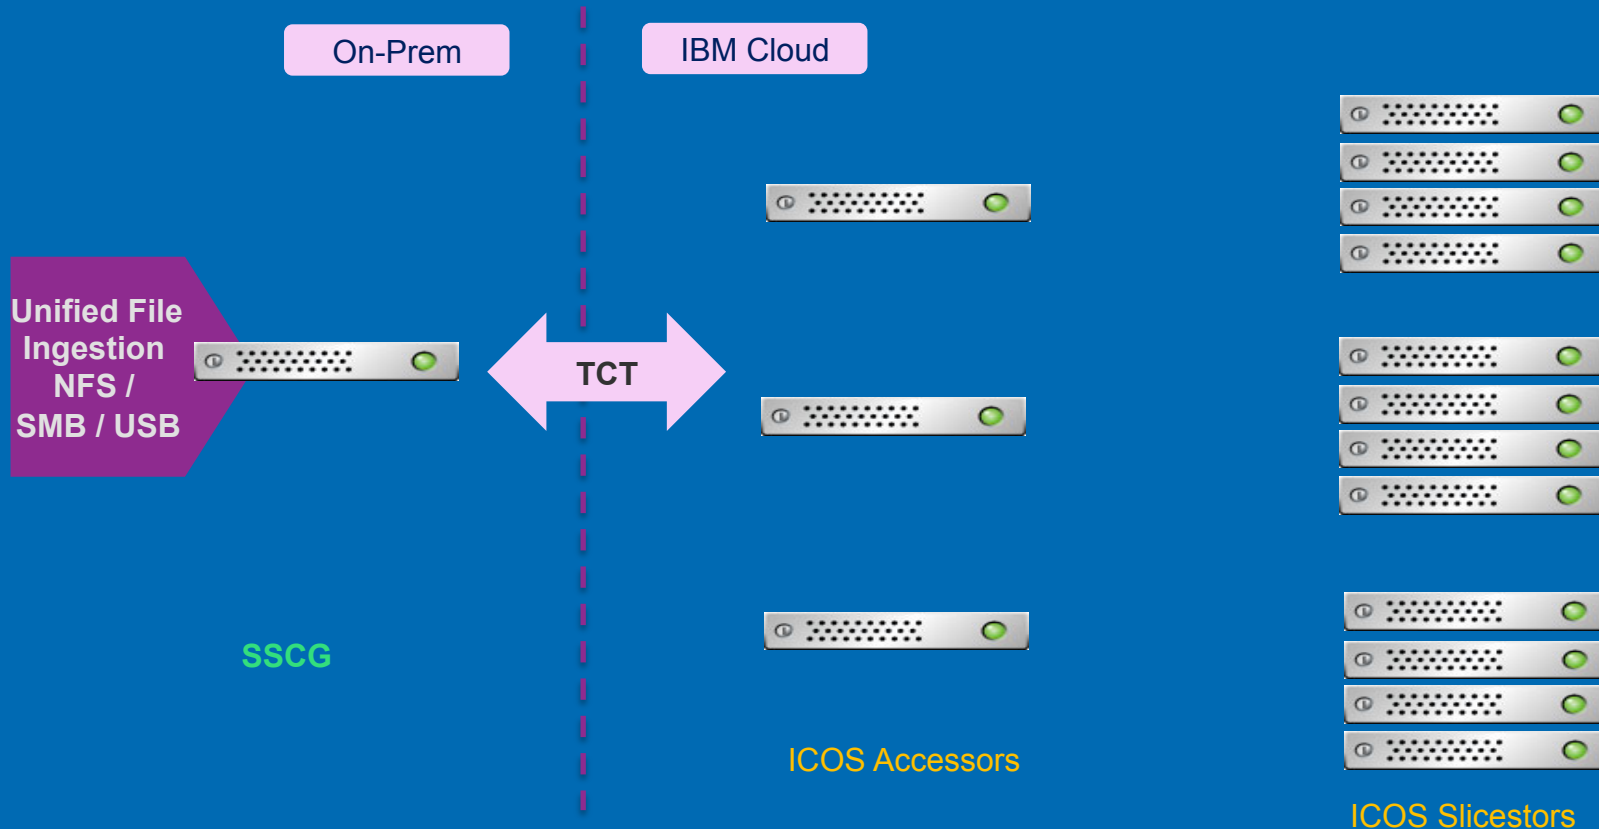 On-Prem
IBM Cloud
Unified File
Ingestion
NFS /
SMB / USB
TCT
SSCG
ICOS Accessors
ICOS Slicestors